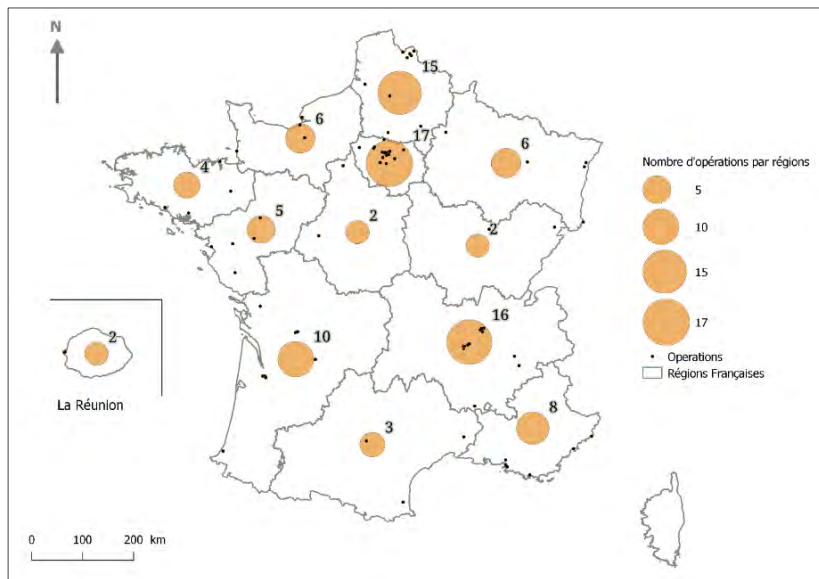 N
15
6
17
6
4
5
2
2
Nombre d'opérations par régions
5
10
15
17
Operations
Régions Françaises
16
10
2
8
3
La Réunion
0 100 200 km